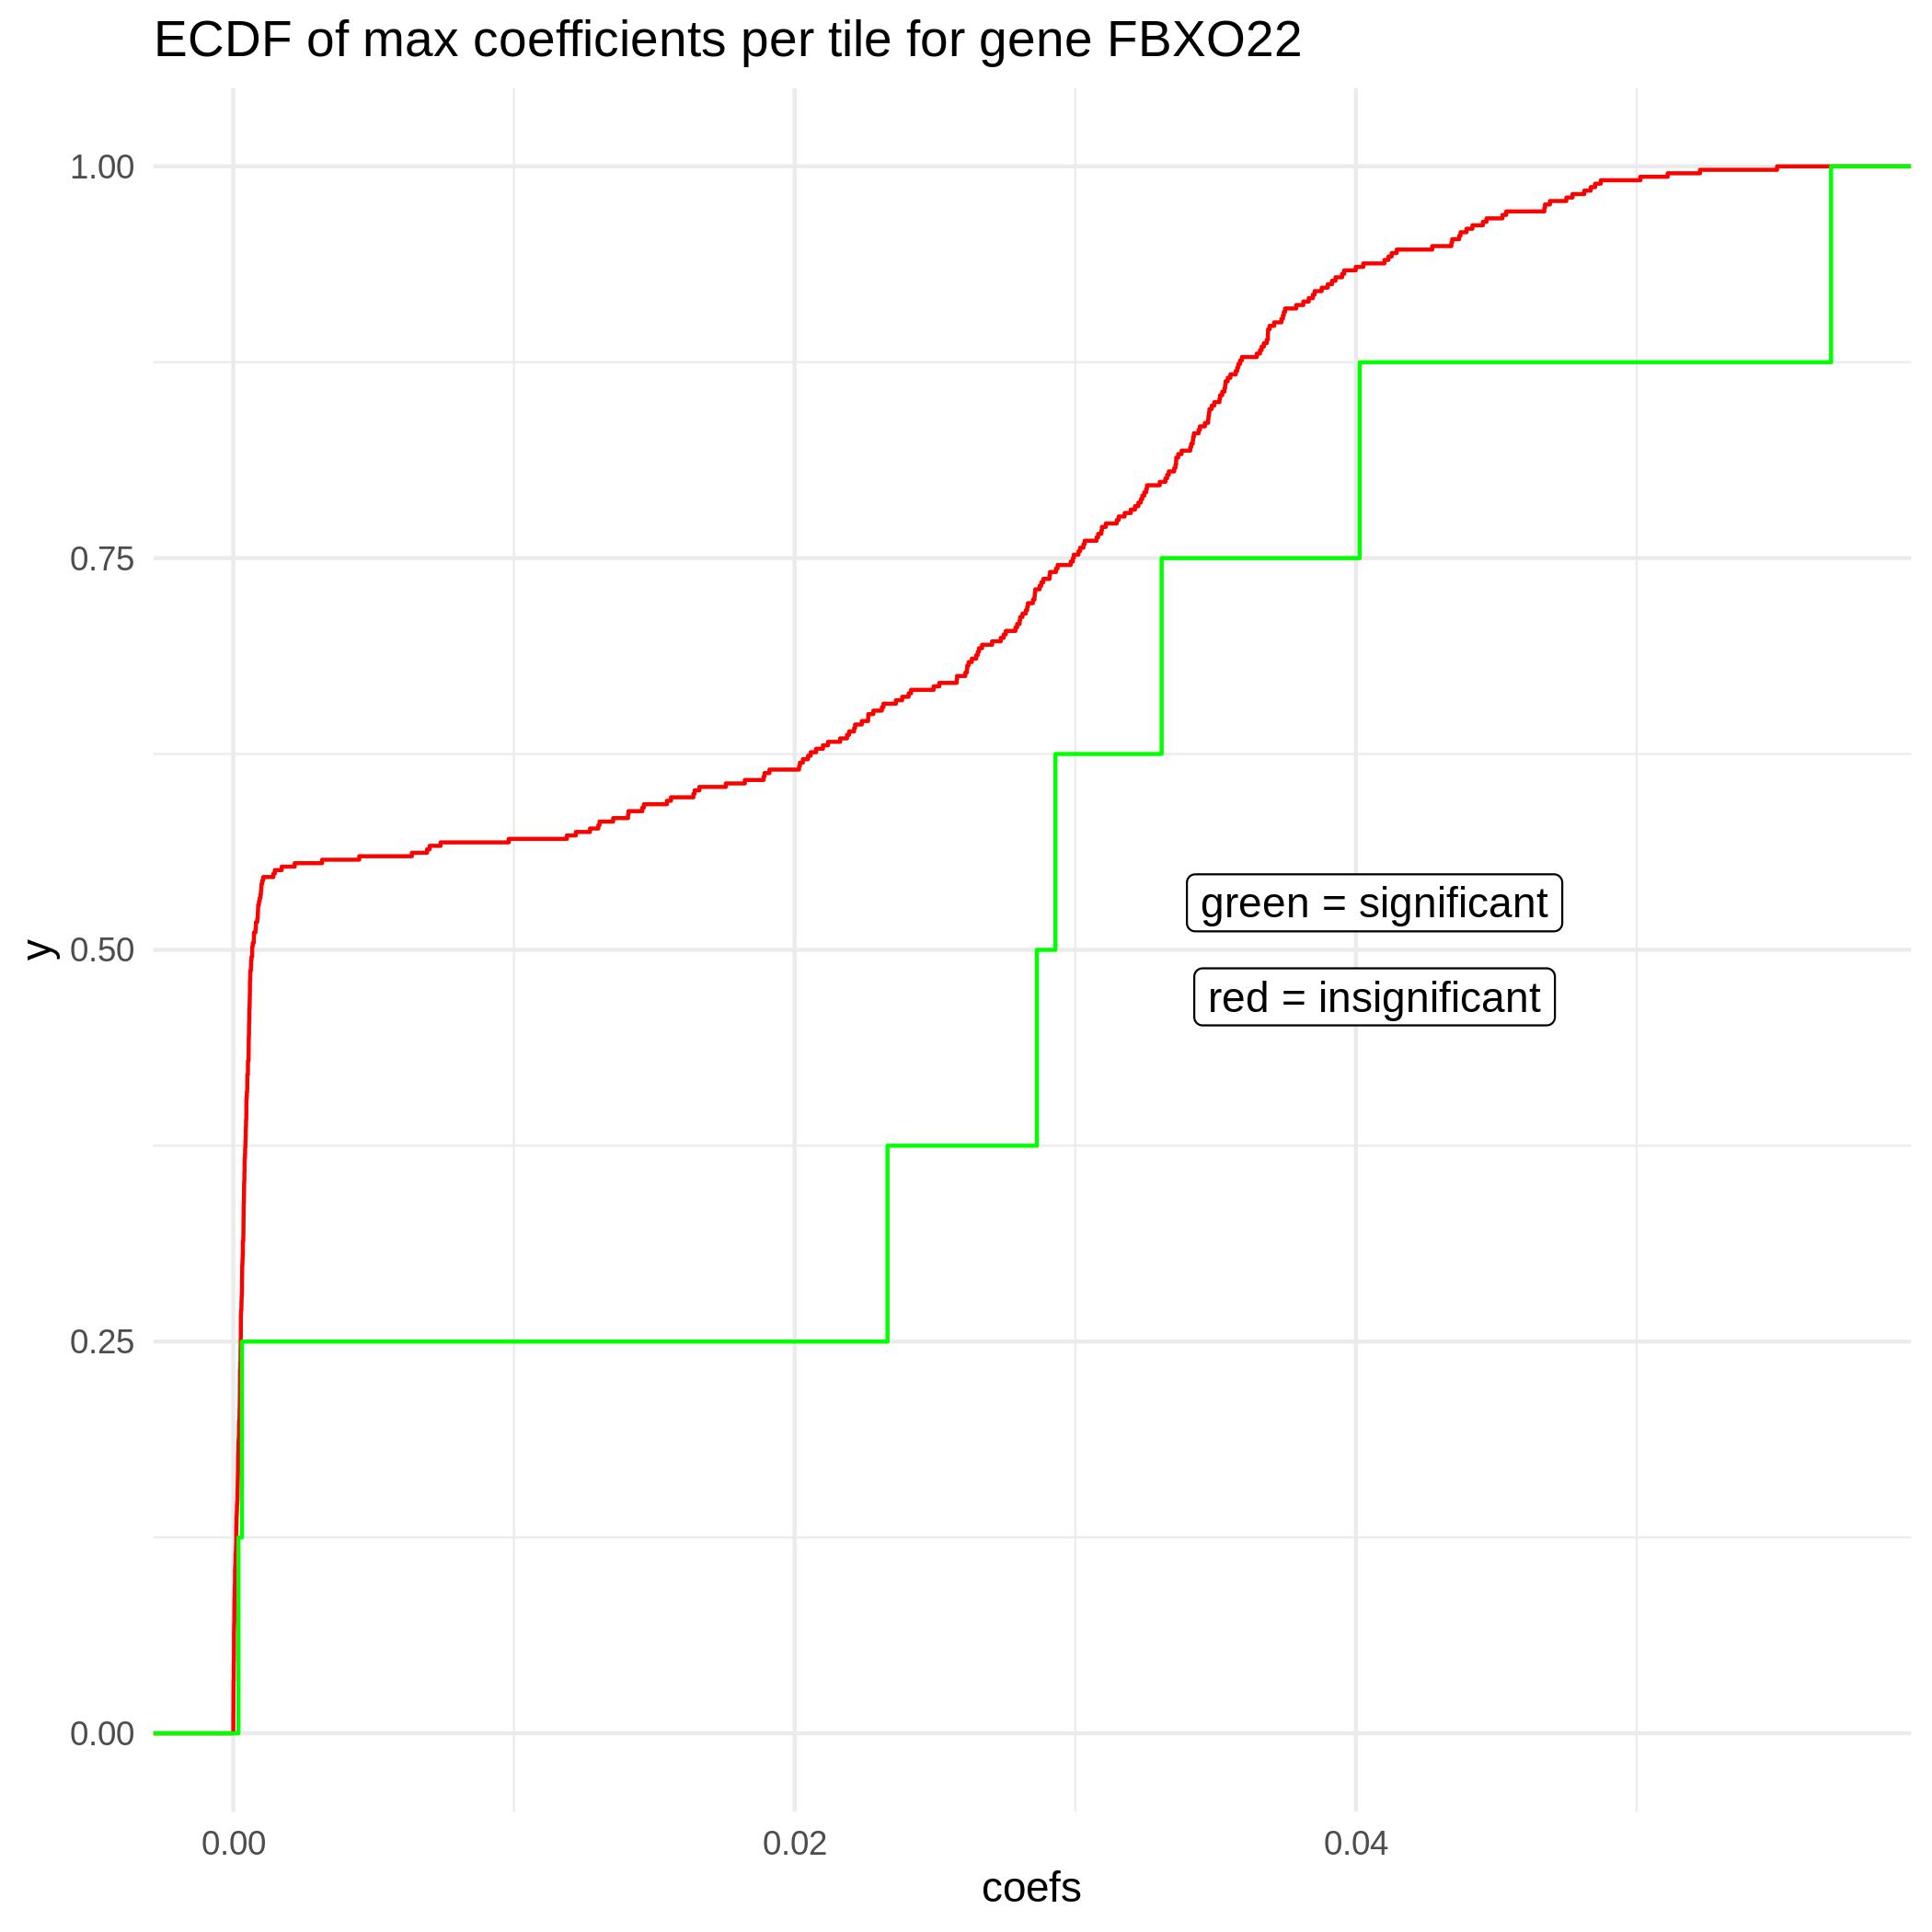 ECDF of max coefficients per tile for gene FBXO22
1.00
0.75
0.50
0.25
0.00
y
green = significant
red = insignificant
0.00 0.02 0.04
coefs